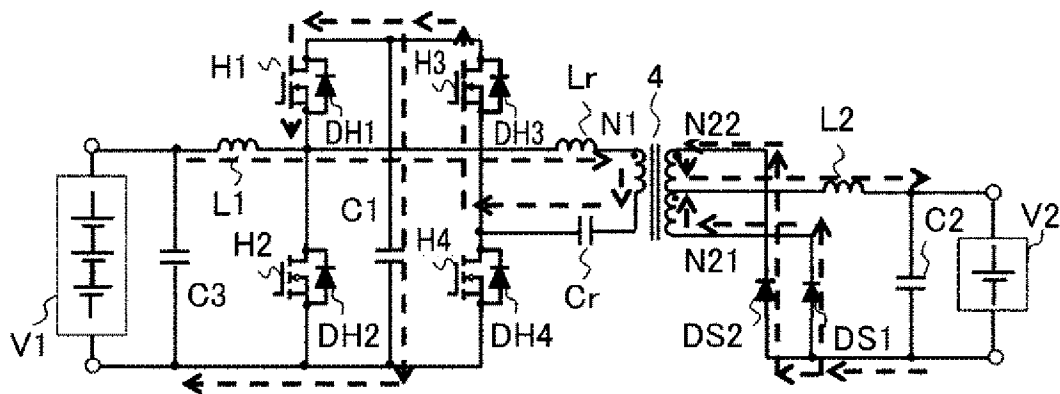 H1
H3
Lr
4
DH1
DH3
N1
N22
L2
L1
C1
V2
H2
H4
C2
N21
C3
Cr
V1
DH2
DH4
DS2
DS1